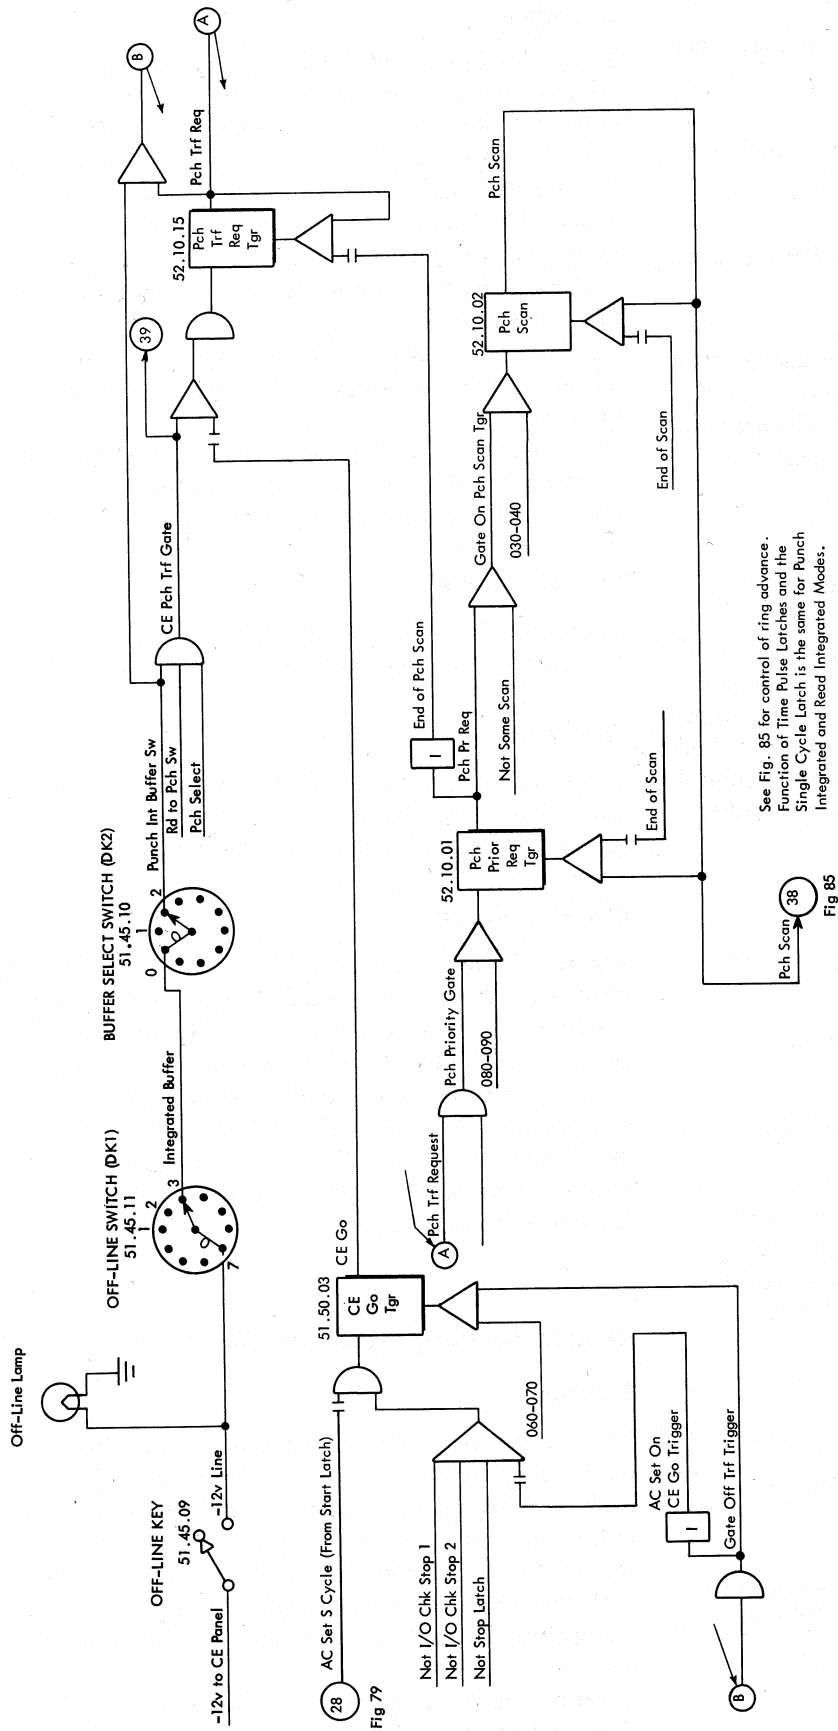 Off-Line Lamp
OFF-LINE KEY
51.45.09
-12v to CE Panel
-12v Line
OFF-LINE SWITCH (DK1)
51.45.11
1
2
3
7
Integrated Buffer
BUFFER SELECT SWITCH (DK2)
51.45.10
0
1
2
Punch Int Buffer Sw
Rd to Pch Sw
Pch Select
CE Pch Trf Gate
39
52.10.15
Pch
Trf
Req
Tgr
Pch Trf Req
B
A
28
Fig 79
AC Set S Cycle (From Start Latch)
Not I/O Chk Stop 1
Not I/O Chk Stop 2
Not Stop Latch
51.50.03
CE
Go
Tgr
CE Go
060-070
AC Set On
CE Go Trigger
I
Gate Off Trf Trigger
B
A
Pch Trf Request
Pch Priority Gate
080-090
52.10.01
Pch
Prior
Req
Tgr
End of Scan
I
End of Pch Scan
Pch Pr Req
Not Some Scan
Gate On Pch Scan Tgr
030-040
52.10.02
Pch
Scan
End of Scan
Pch Scan
Pch Scan
38
Fig 85
See Fig. 85 for control of ring advance.
Function of Time Pulse Latches and the
Single Cycle Latch is the same for Punch
Integrated and Read Integrated Modes.